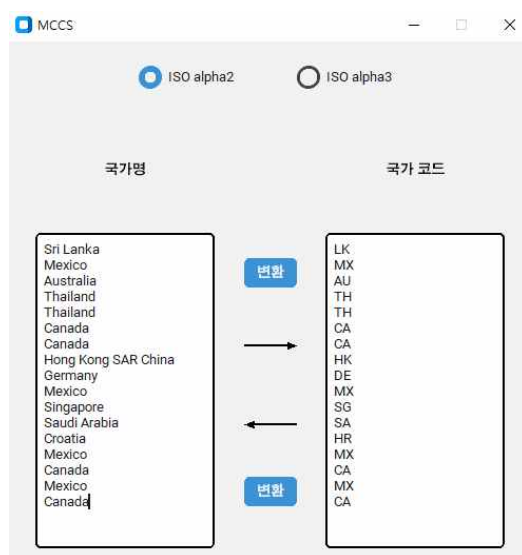 MCCS
ISO alpha2
ISO alpha3
국가명
국가 코드
Sri Lanka
Mexico
Australia
Thailand
Thailand
Canada
Canada
Hong Kong SAR China
Germany
Mexico
Singapore
Saudi Arabia
Croatia
Mexico
Canada
Mexico
Canada
변환
변환
LK
MX
AU
TH
TH
CA
CA
HK
DE
MX
SG
SA
HR
MX
CA
MX
CA